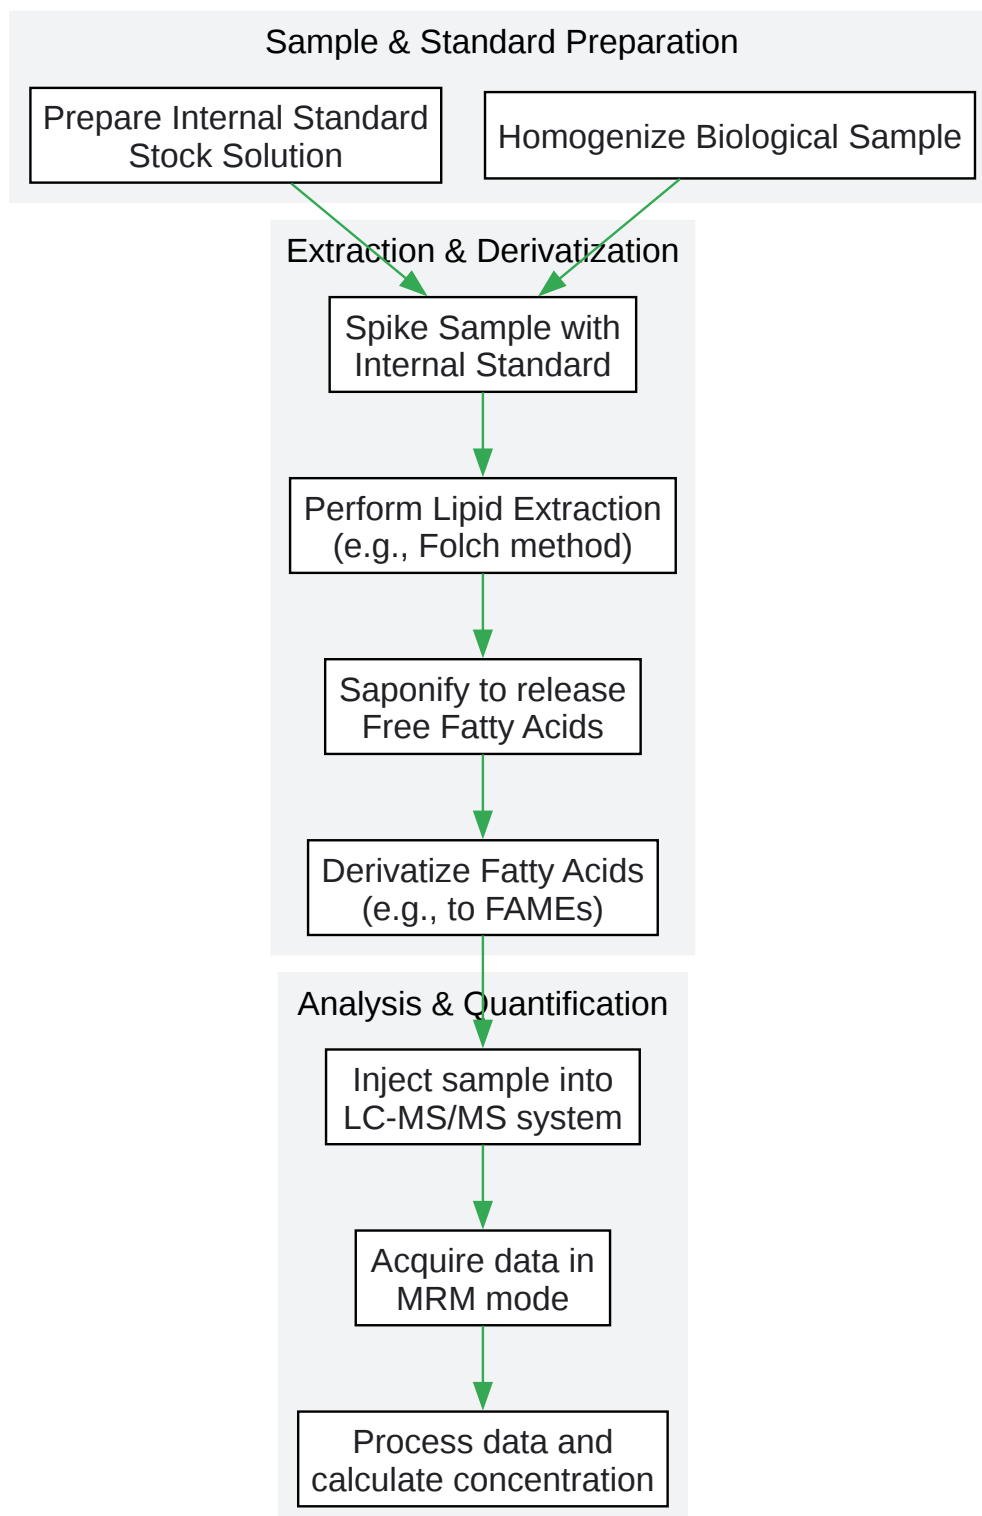 Sample & Standard Preparation
Prepare Internal Standard
Stock Solution
Homogenize Biological Sample
Extraction & Derivatization
Spike Sample with
Internal Standard
Perform Lipid Extraction
(e.g., Folch method)
Saponify to release
Free Fatty Acids
Derivatize Fatty Acids
(e.g., to FAMEs)
Analysis & Quantification
Inject sample into
LC-MS/MS system
Acquire data in
MRM mode
Process data and
calculate concentration